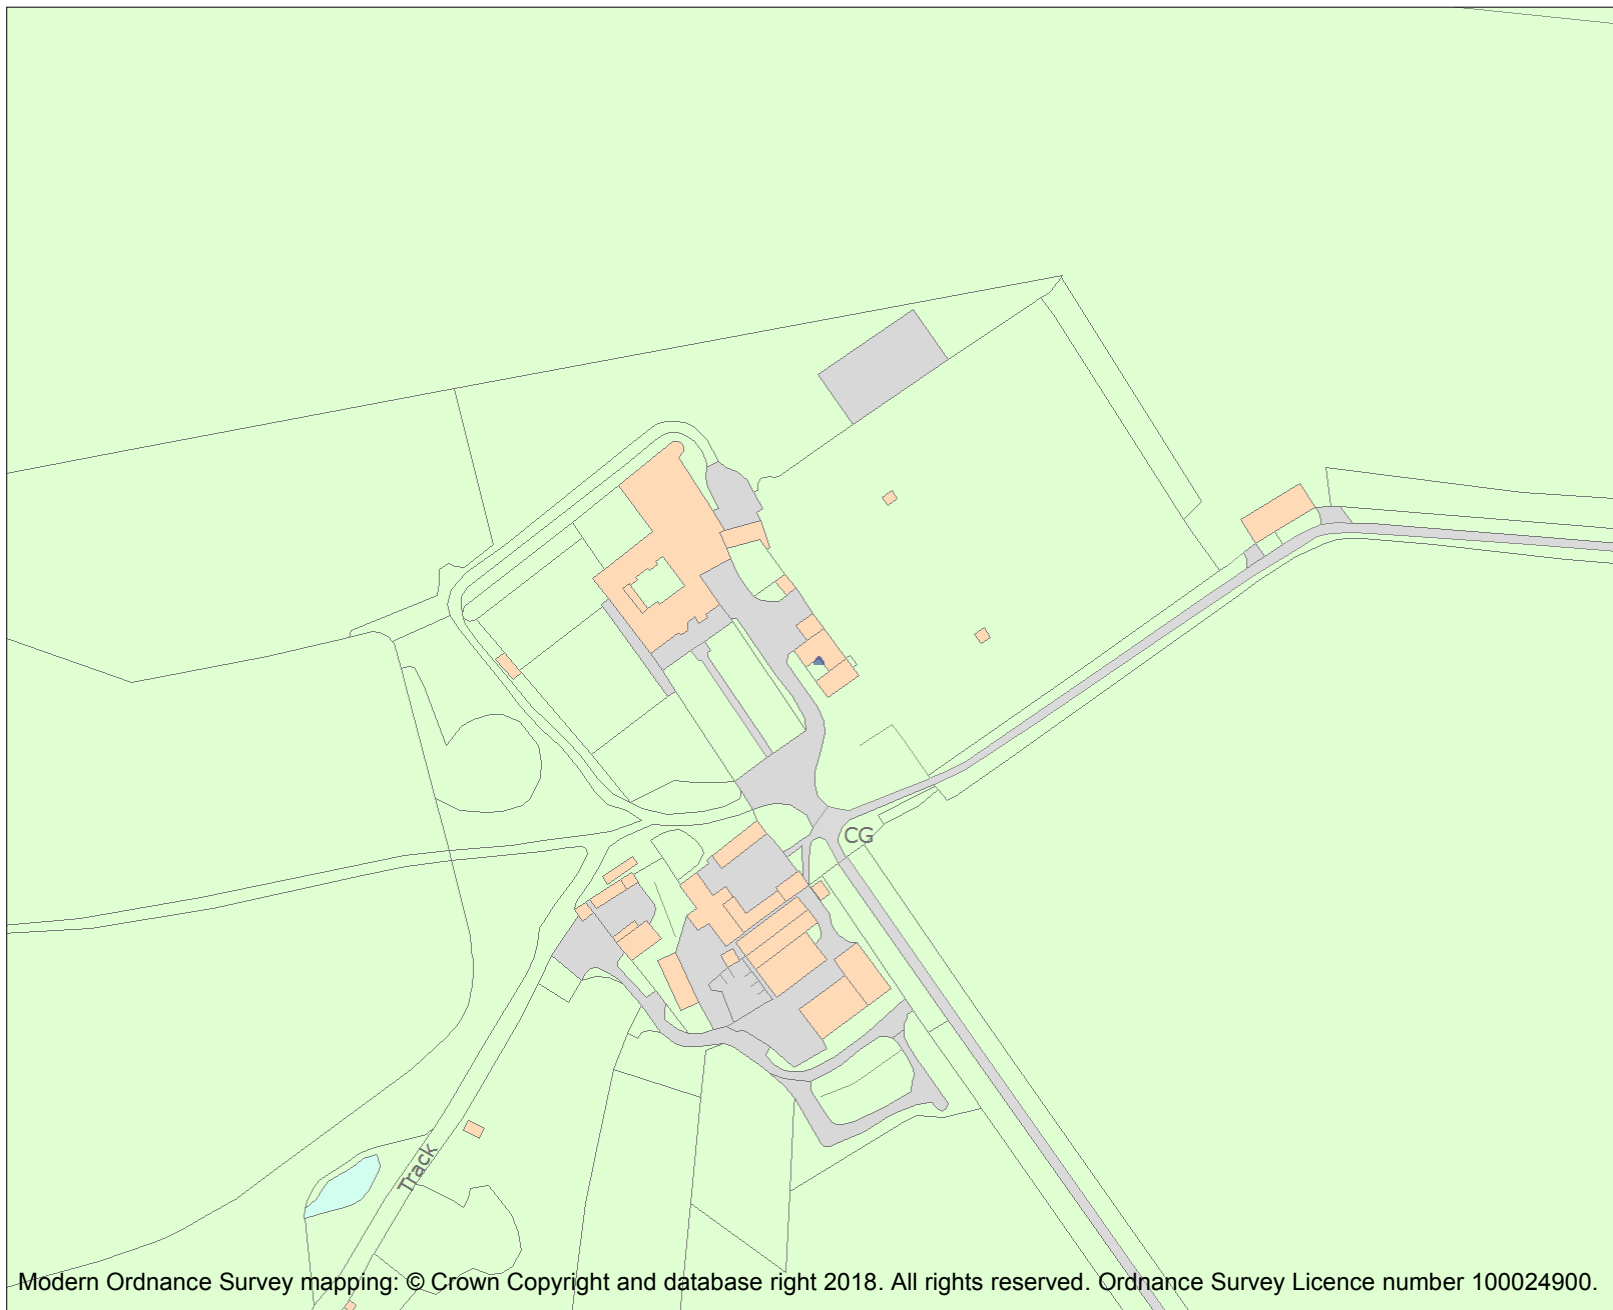 CG
Track
Modern Ordnance Survey mapping: © Crown Copyright and database right 2018. All rights reserved. Ordnance Survey Licence number 100024900.